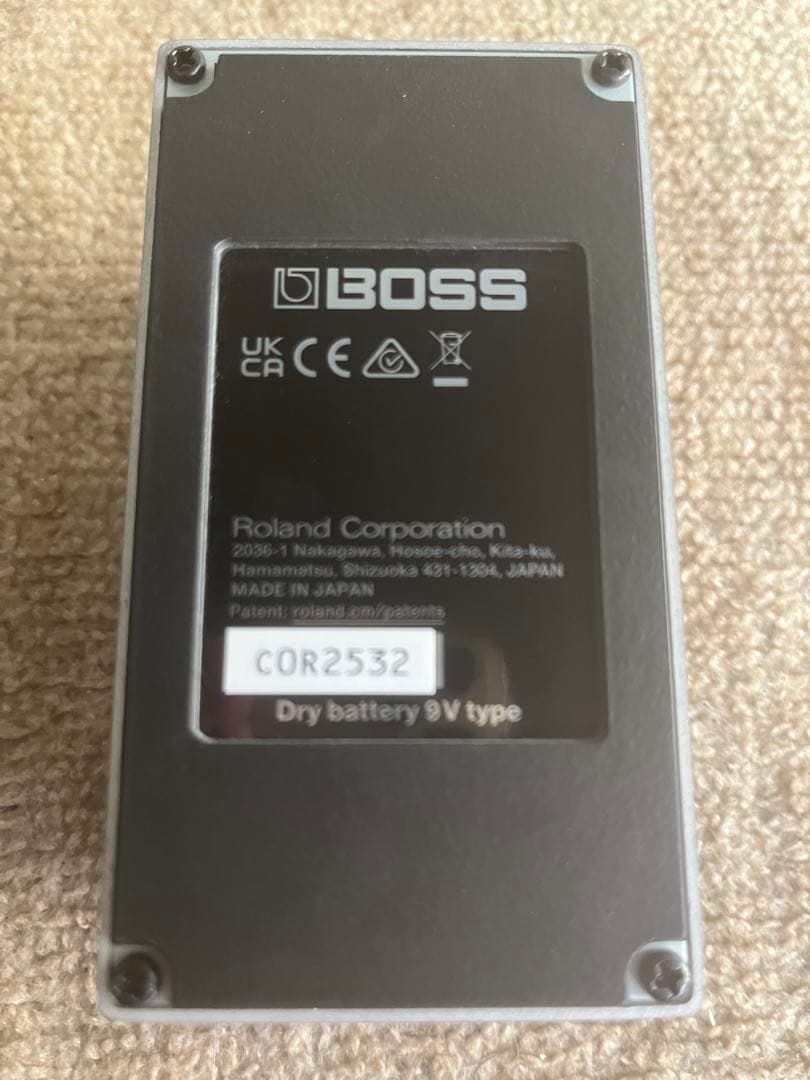 BOSS
UK
CA CE
Roland Corporation
2036-1 Nakagawa, Hosoe-cho, Kita-ku,
Hamamatsu, Shizuoka 431-1304, JAPAN
MADE IN JAPAN
Patent: roland.cm/patents
C0R2532
Dry battery 9V type